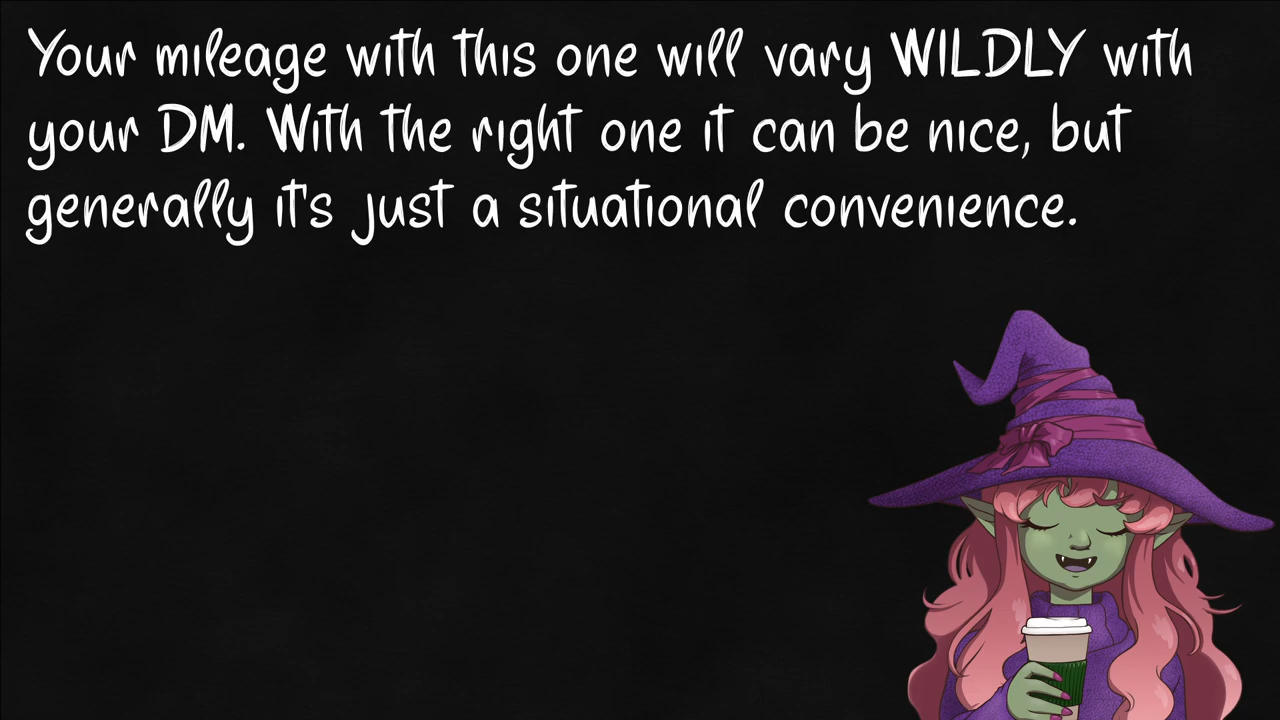 Your mileage with this one will vary WILDLY with
your DM. With the right one it can be nice, but
generally it's just a situational convenience.